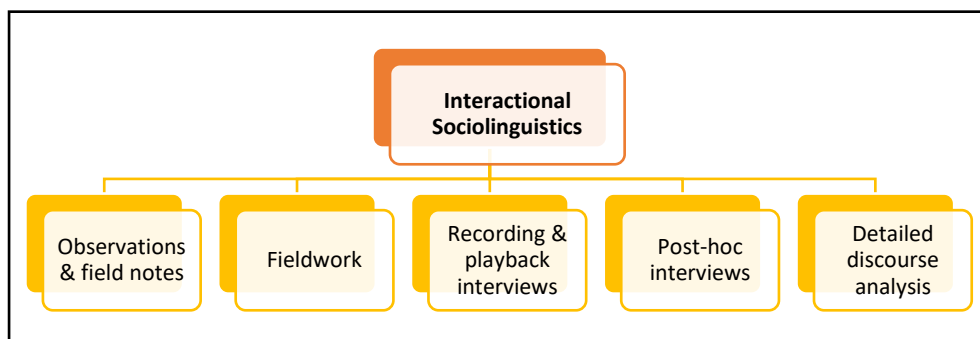 Interactional
Sociolinguistics
Observations
& field notes
Fieldwork
Recording &
playback
interviews
Post-hoc
interviews
Detailed
discourse
analysis